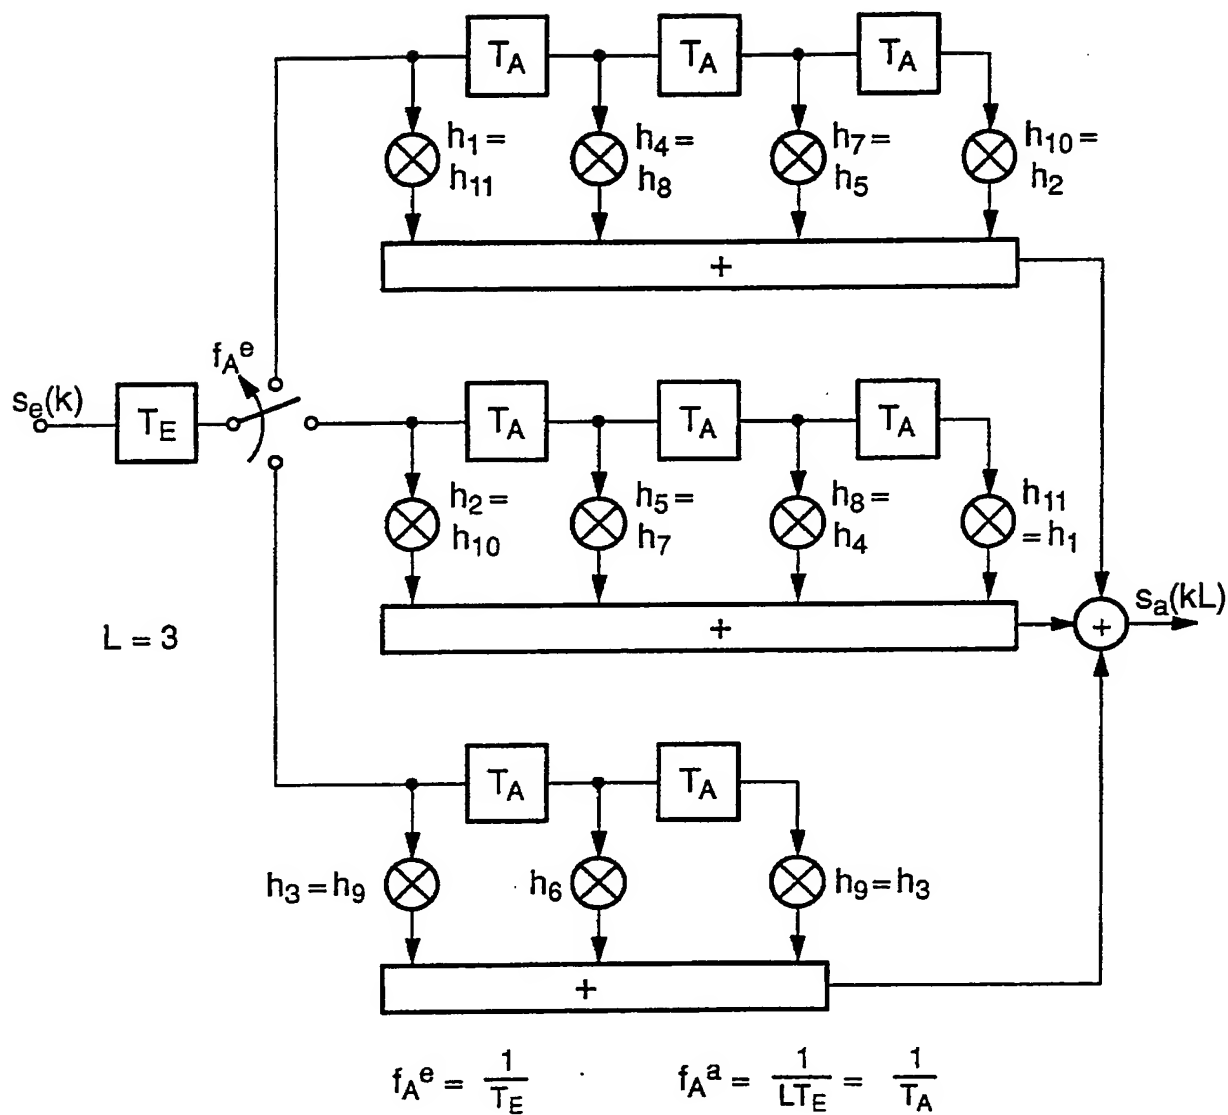 T_A T_A T_A
h_1 = h_11
h_4 = h_8
h_7 = h_5
h_10 = h_2
+
f_A^e
s_e(k)
T_E
T_A T_A T_A
h_2 = h_10
h_5 = h_7
h_8 = h_4
h_11 = h_1
+
+
s_a(kL)
L = 3
T_A T_A
h_3 = h_9
h_6
h_9 = h_3
+
f_A^e = 1/T_E
f_A^a = 1/LT_E = 1/T_A